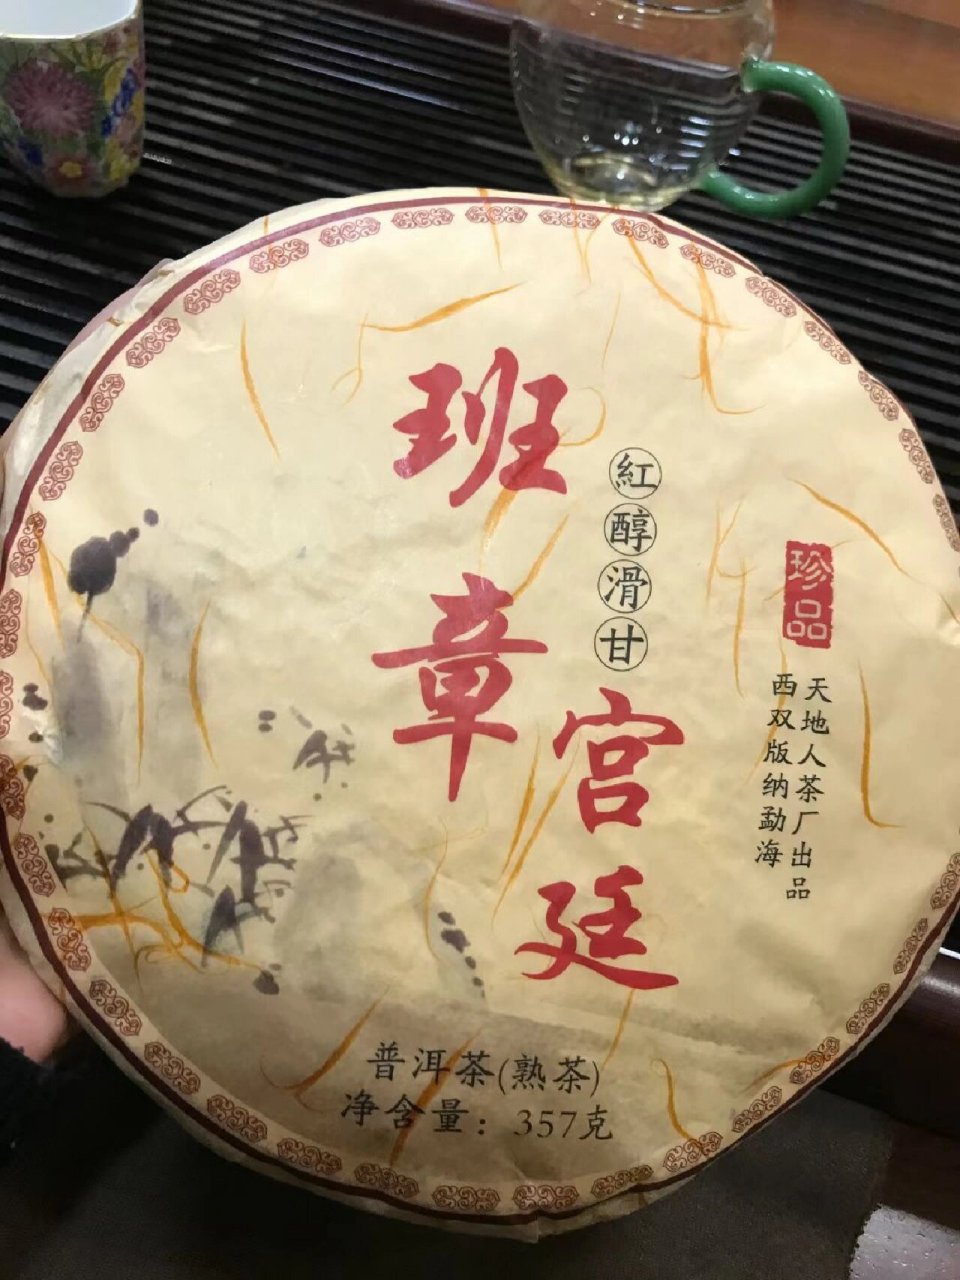 班章
宫廷
紅醇滑甘
珍品
西双版纳勐海
天地人茶厂出品
普洱茶(熟茶)
净含量：357克